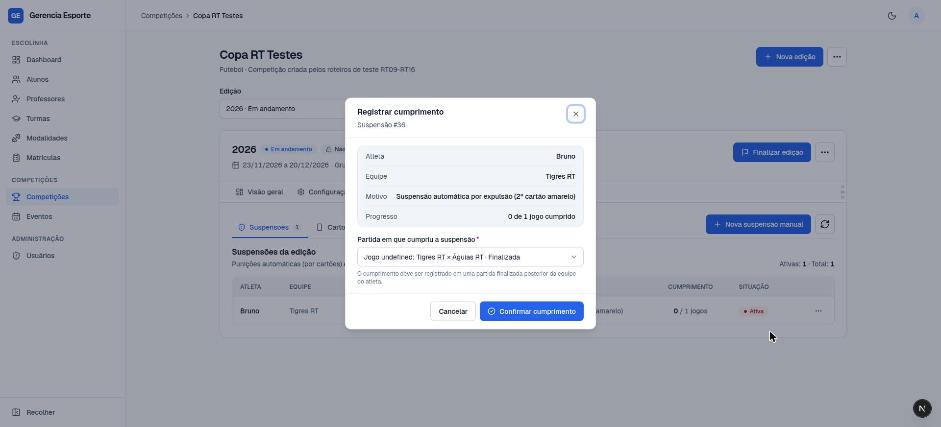 GE Gerencia Esporte
Competições > Copa RT Testes
A
ESCOLINHA
Dashboard
Alunos
Professores
Turmas
Modalidades
Matrículas
COMPETIÇÕES
Competições
Eventos
ADMINISTRAÇÃO
Usuários
Recolher
Copa RT Testes
Futebol · Competição criada pelos roteiros de teste RT09-RT16
+ Nova edição
Edição
2026 · Em andamento
2026 Em andamento
23/11/2026 a 20/12/2026
Finalizar edição
Visão geral
Suspensões 1
Nova suspensão manual
Suspensões da edição
Punições automáticas (por cartões)
Ativas: 1 · Total: 1
ATLETA EQUIPE CUMPRIMENTO SITUAÇÃO
Bruno Tigres RT amarelo) 0 / 1 jogos Ativa
Registrar cumprimento
Suspensão #36
Atleta Bruno
Equipe Tigres RT
Motivo Suspensão automática por expulsão (2º cartão amarelo)
Progresso 0 de 1 jogo cumprido
Partida em que cumpriu a suspensão *
Jogo undefined: Tigres RT × Águias RT · Finalizada
O cumprimento deve ser registrado em uma partida finalizada posterior da equipe
do atleta.
Cancelar
Confirmar cumprimento
N